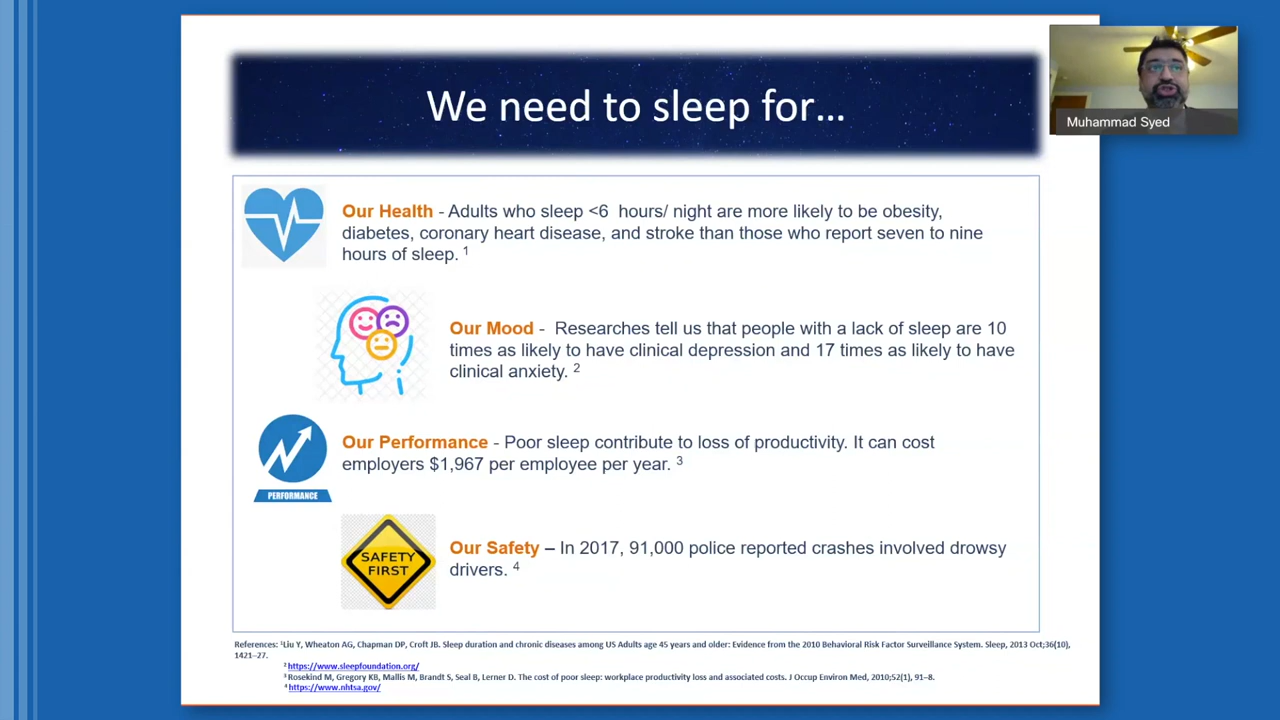 We need to sleep for...
Muhammad Syed
Our Health - Adults who sleep <6 hours/ night are more likely to be obesity,
diabetes, coronary heart disease, and stroke than those who report seven to nine
hours of sleep. 1
Our Mood - Researches tell us that people with a lack of sleep are 10
times as likely to have clinical depression and 17 times as likely to have
clinical anxiety. 2
PERFORMANCE
Our Performance - Poor sleep contribute to loss of productivity. It can cost
employers $1,967 per employee per year. 3
SAFETY
FIRST
Our Safety – In 2017, 91,000 police reported crashes involved drowsy
drivers. 4
References: 1Liu Y, Wheaton AG, Chapman DP, Croft JB. Sleep duration and chronic diseases among US Adults age 45 years and older: Evidence from the 2010 Behavioral Risk Factor Surveillance System. Sleep, 2013 Oct;36(10),
1421–27.
2 https://www.sleepfoundation.org/
3 Rosekind M, Gregory KB, Mallis M, Brandt S, Seal B, Lerner D. The cost of poor sleep: workplace productivity loss and associated costs. J Occup Environ Med, 2010;52(1), 91–8.
4 https://www.nhtsa.gov/